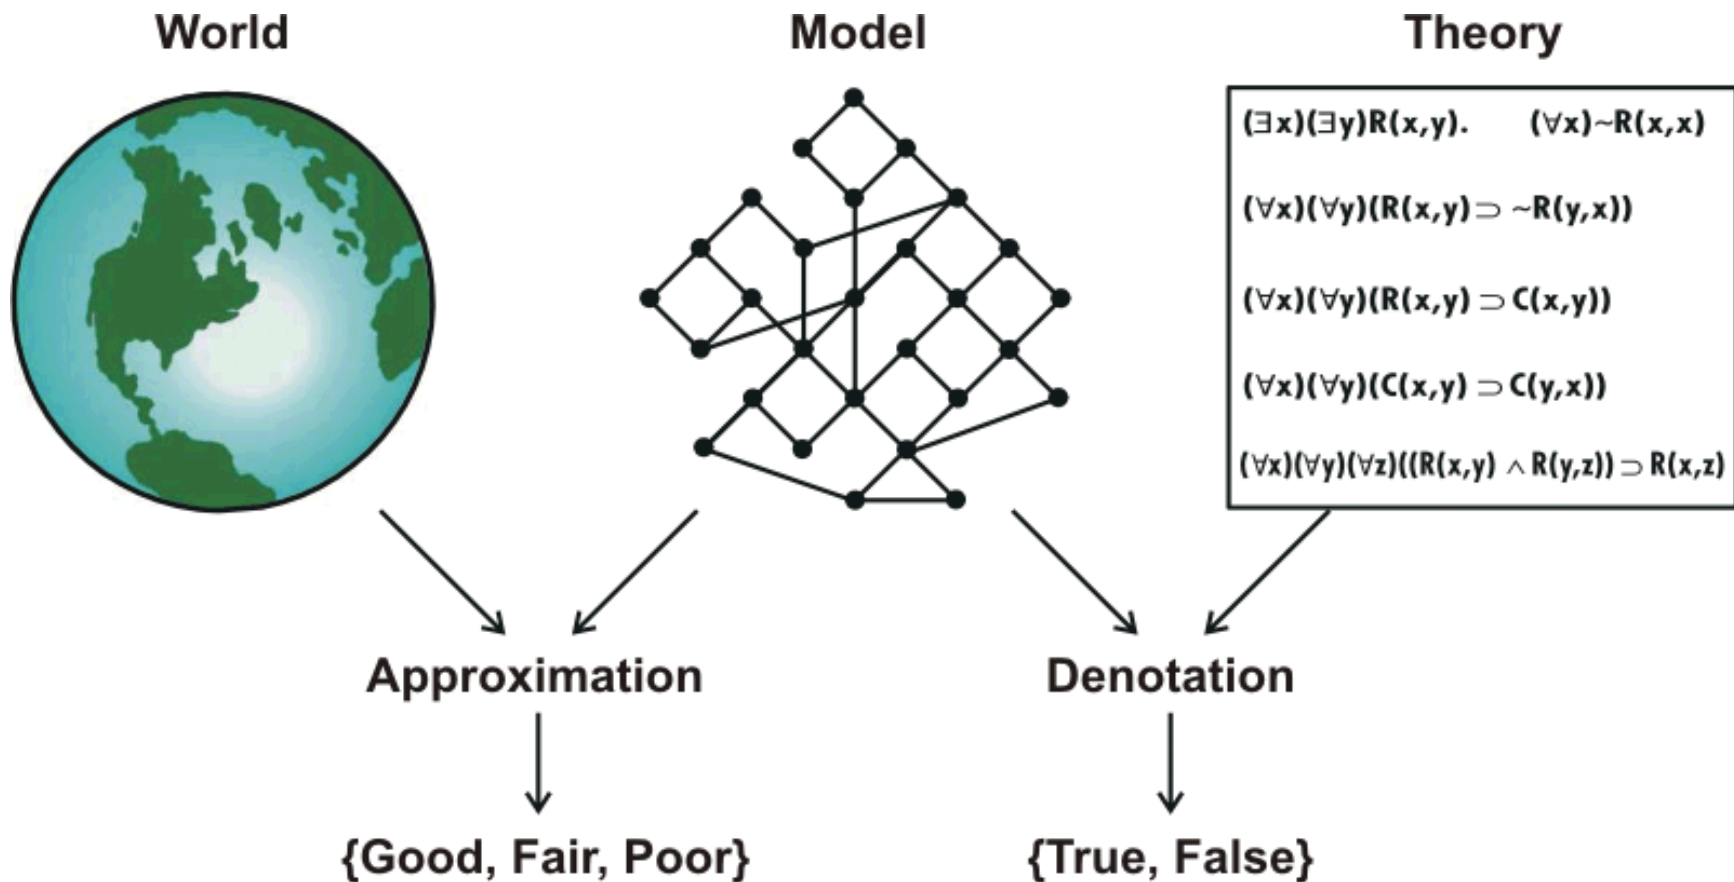 World
Model
Theory
(∃x)(∃y)R(x,y). (∀x)~R(x,x)
(∀x)(∀y)(R(x,y)⊃ ~R(y,x))
(∀x)(∀y)(R(x,y) ⊃ C(x,y))
(∀x)(∀y)(C(x,y) ⊃ C(y,x))
(∀x)(∀y)(∀z)((R(x,y) ∧ R(y,z)) ⊃ R(x,z)
Approximation
Denotation
{Good, Fair, Poor}
{True, False}